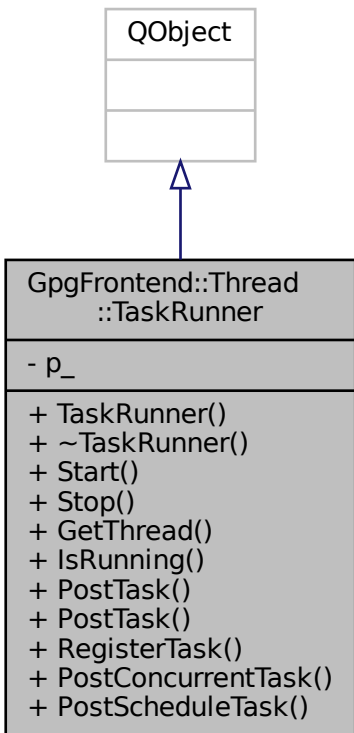 QObject
GpgFrontend::Thread
::TaskRunner
- p_
+ TaskRunner()
+ ~TaskRunner()
+ Start()
+ Stop()
+ GetThread()
+ IsRunning()
+ PostTask()
+ PostTask()
+ RegisterTask()
+ PostConcurrentTask()
+ PostScheduleTask()